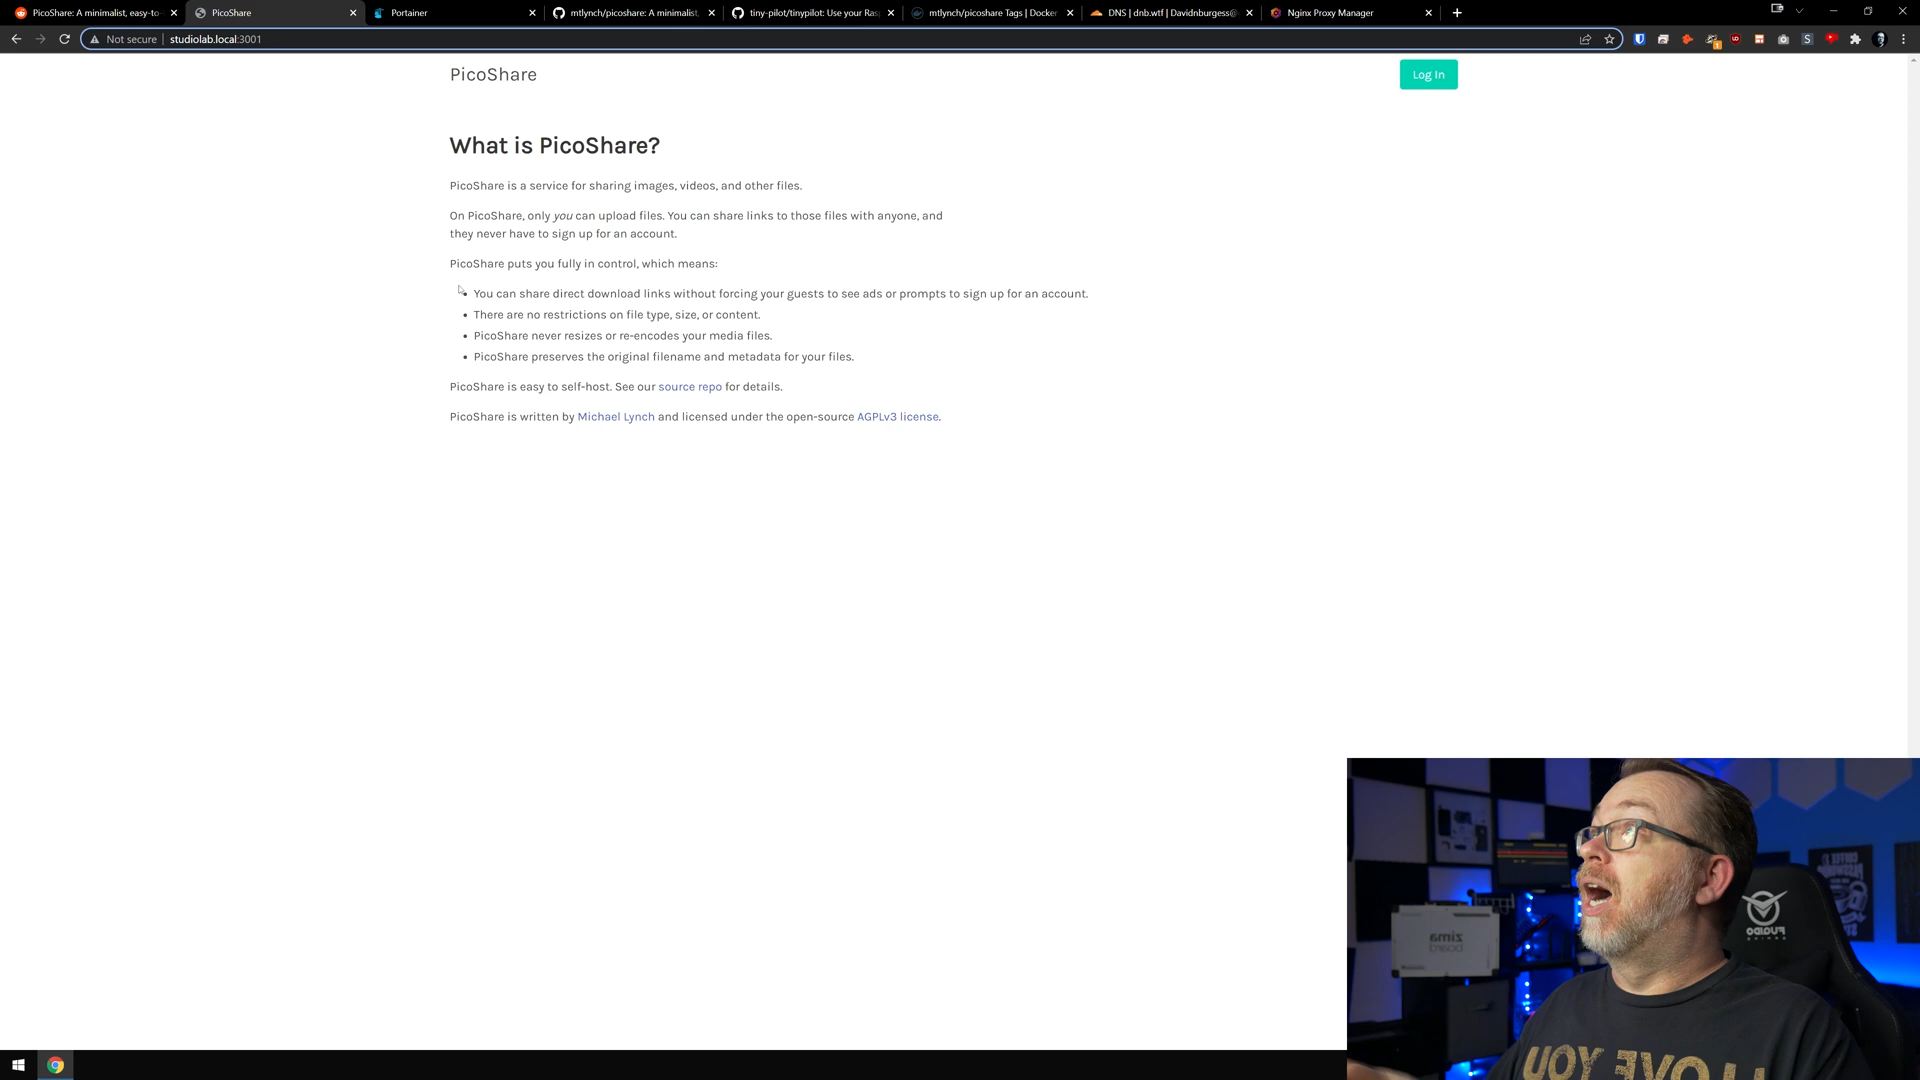 PicoShare: A minimalist, easy-to-
PicoShare
Portainer
mtlynch/picoshare: A minimalist,
tiny-pilot/tinypilot: Use your Ras
mtlynch/picoshare Tags | Docker
DNS | dnb.wtf | Davidnburgess@
Nginx Proxy Manager
Not secure
studiolab.local:3001
PicoShare
Log In
What is PicoShare?
PicoShare is a service for sharing images, videos, and other files.
On PicoShare, only you can upload files. You can share links to those files with anyone, and
they never have to sign up for an account.
PicoShare puts you fully in control, which means:
You can share direct download links without forcing your guests to see ads or prompts to sign up for an account.
There are no restrictions on file type, size, or content.
PicoShare never resizes or re-encodes your media files.
PicoShare preserves the original filename and metadata for your files.
PicoShare is easy to self-host. See our source repo for details.
PicoShare is written by Michael Lynch and licensed under the open-source AGPLv3 license.
zima
board
FUQIDO
LOVE YOU